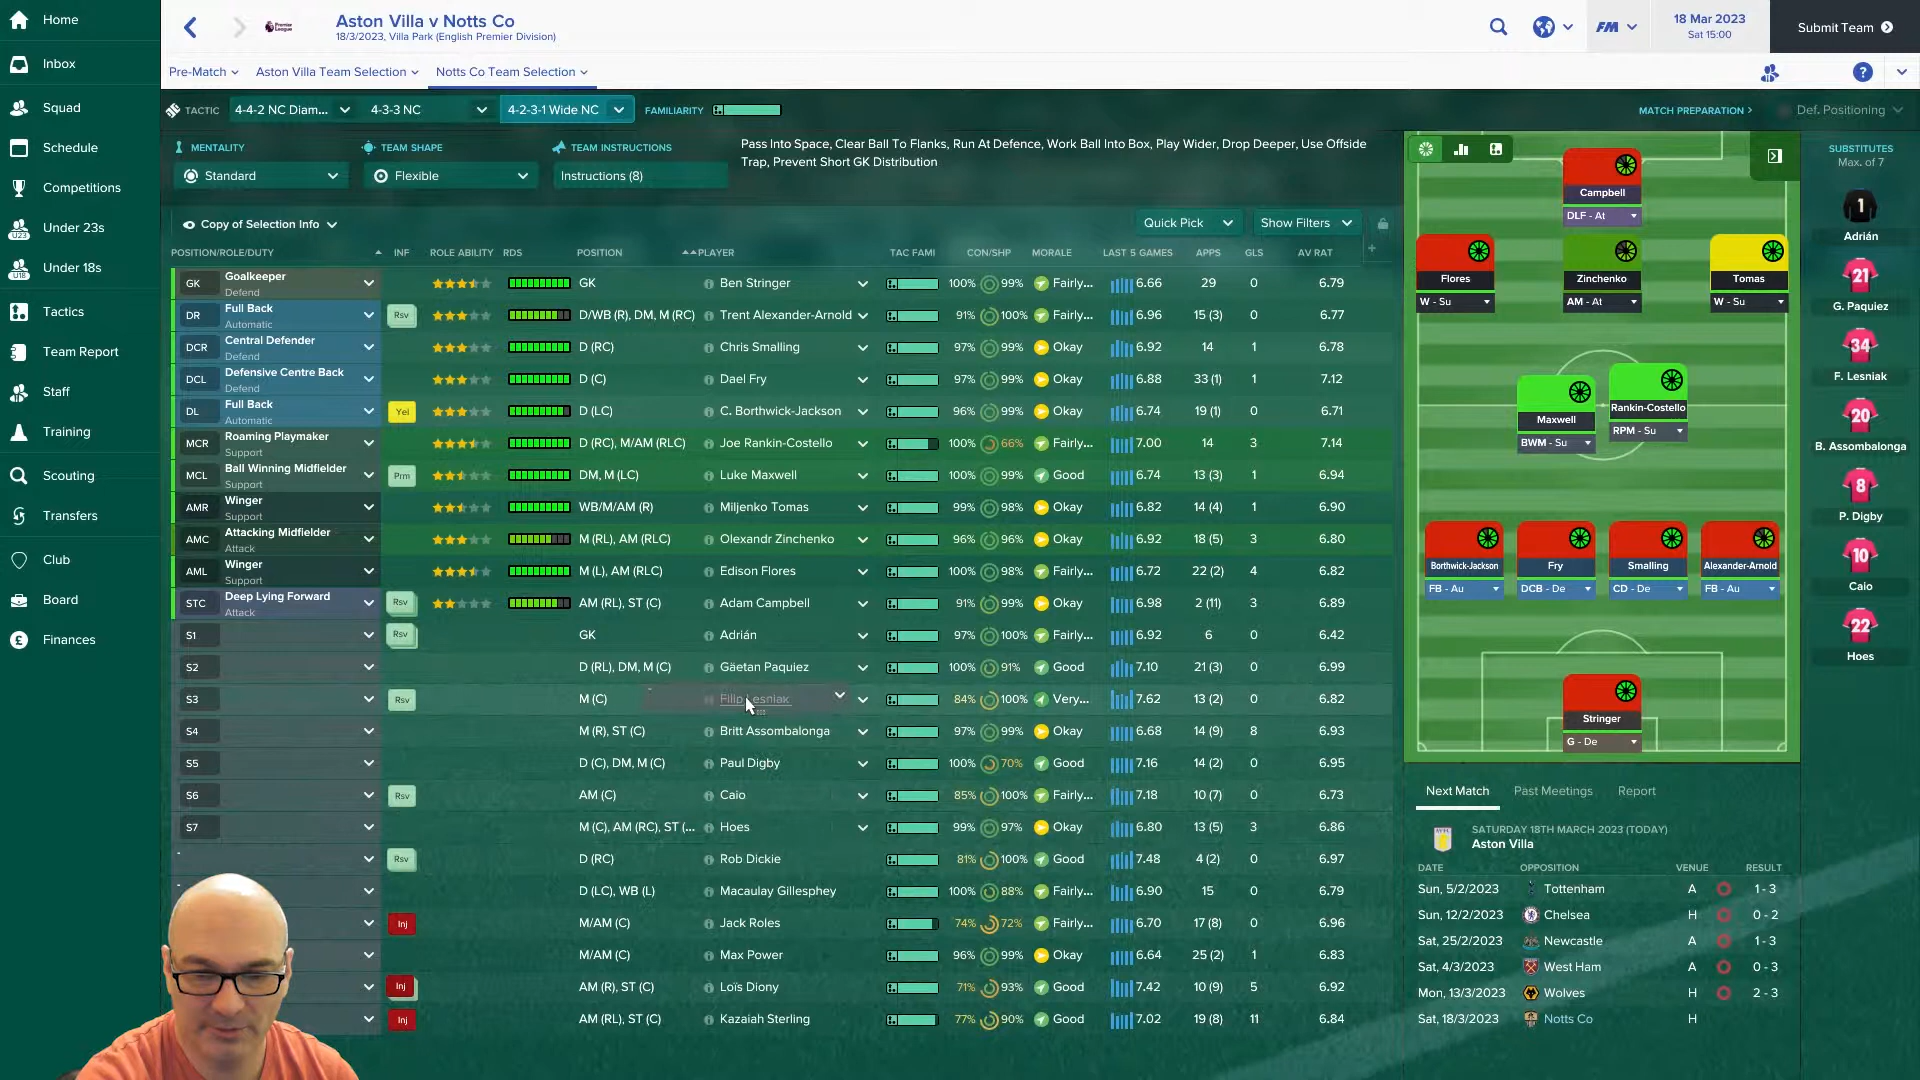 Home
Inbox
Squad
Schedule
Competitions
Under 23s
Under 18s
Tactics
Team Report
Staff
Training
Scouting
Transfers
Club
Board
Finances
Aston Villa v Notts Co
18/3/2023, Villa Park (English Premier Division)
FM
18 Mar 2023
Sat 15:00
Submit Team
Pre-Match
Aston Villa Team Selection
Notts Co Team Selection
TACTIC
4-4-2 NC Diam...
4-3-3 NC
4-2-3-1 Wide NC
FAMILIARITY
MATCH PREPARATION >
Def. Positioning
MENTALITY
Standard
TEAM SHAPE
Flexible
TEAM INSTRUCTIONS
Instructions (8)
Pass Into Space, Clear Ball To Flanks, Run At Defence, Work Ball Into Box, Play Wider, Drop Deeper, Use Offside
Trap, Prevent Short GK Distribution
Copy of Selection Info
Quick Pick
Show Filters
POSITION/ROLE/DUTY INF ROLE ABILITY RDS POSITION PLAYER TAC FAMI CON/SHP MORALE LAST 5 GAMES APPS GLS AV RAT
GK Goalkeeper Defend GK Ben Stringer 100% 99% Fairly... 6.66 29 0 6.79
DR Full Back Automatic Rsv D/WB (R), DM, M (RC) Trent Alexander-Arnold 91% 100% Fairly... 6.96 15 (3) 0 6.77
DCR Central Defender Defend D (RC) Chris Smalling 97% 99% Okay 6.92 14 1 6.78
DCL Defensive Centre Back Defend D (C) Dael Fry 97% 99% Okay 6.88 33 (1) 1 7.12
DL Full Back Automatic Yel D (LC) C. Borthwick-Jackson 96% 99% Okay 6.74 19 (1) 0 6.71
MCR Roaming Playmaker Support D (RC), M/AM (RLC) Joe Rankin-Costello 100% 66% Fairly... 7.00 14 3 7.14
MCL Ball Winning Midfielder Support Prm DM, M (LC) Luke Maxwell 100% 99% Good 6.74 13 (3) 1 6.94
AMR Winger Support WB/M/AM (R) Miljenko Tomas 99% 98% Okay 6.82 14 (4) 1 6.90
AMC Attacking Midfielder Attack M (RL), AM (RLC) Olexandr Zinchenko 96% 96% Okay 6.92 18 (5) 3 6.80
AML Winger Support M (L), AM (RLC) Edison Flores 100% 98% Fairly... 6.72 22 (2) 4 6.82
STC Deep Lying Forward Attack Rsv AM (RL), ST (C) Adam Campbell 91% 99% Okay 6.98 2 (11) 3 6.89
S1 Rsv GK Adrián 97% 100% Fairly... 6.92 6 0 6.42
S2 D (RL), DM, M (C) Gäetan Paquiez 100% 91% Good 7.10 21 (3) 0 6.99
S3 Rsv M (C) Filip Lesniak 84% 100% Very... 7.62 13 (2) 0 6.82
S4 M (R), ST (C) Britt Assombalonga 97% 99% Okay 6.68 14 (9) 8 6.93
S5 D (C), DM, M (C) Paul Digby 100% 70% Good 7.16 14 (2) 0 6.95
S6 Rsv AM (C) Caio 85% 100% Fairly... 7.18 10 (7) 0 6.73
S7 M (C), AM (RC), ST (... Hoes 99% 97% Okay 6.80 13 (5) 3 6.86
- Rsv D (RC) Rob Dickie 81% 100% Good 7.48 4 (2) 0 6.97
- D (LC), WB (L) Macaulay Gillesphey 100% 88% Fairly... 6.90 15 0 6.79
Inj M/AM (C) Jack Roles 74% 72% Fairly... 6.70 17 (8) 0 6.96
M/AM (C) Max Power 96% 99% Okay 6.64 25 (2) 1 6.83
Inj AM (R), ST (C) Loïs Diony 71% 93% Good 7.42 10 (9) 5 6.92
Inj AM (RL), ST (C) Kazaiah Sterling 77% 90% Good 7.02 19 (8) 11 6.84
Campbell
DLF - At
Flores
W - Su
Zinchenko
AM - At
Tomas
W - Su
Maxwell
BWM - Su
Rankin-Costello
RPM - Su
Borthwick-Jackson
FB - Au
Fry
DCB - De
Smalling
CD - De
Alexander-Arnold
FB - Au
Stringer
G - De
SUBSTITUTES
Max. of 7
1
Adrián
21
G. Paquiez
34
F. Lesniak
20
B. Assombalonga
8
P. Digby
10
Caio
22
Hoes
Next Match
Past Meetings
Report
SATURDAY 18TH MARCH 2023 (TODAY)
Aston Villa
DATE OPPOSITION VENUE RESULT
Sun, 5/2/2023 Tottenham A 1 - 3
Sun, 12/2/2023 Chelsea H 0 - 2
Sat, 25/2/2023 Newcastle A 1 - 3
Sat, 4/3/2023 West Ham A 0 - 3
Mon, 13/3/2023 Wolves H 2 - 3
Sat, 18/3/2023 Notts Co H